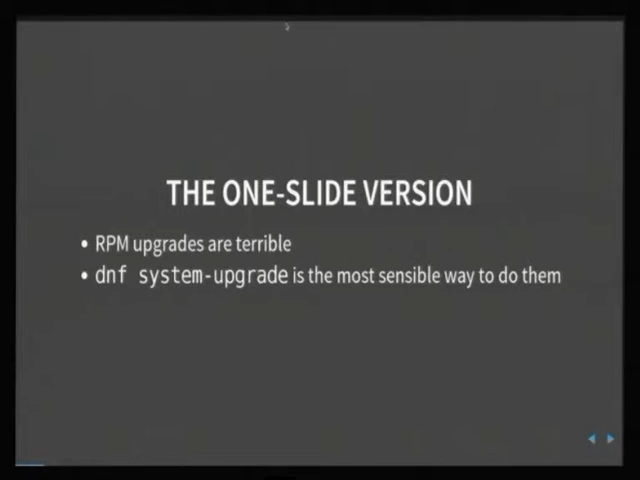 THE ONE-SLIDE VERSION
• RPM upgrades are terrible
• dnf system-upgrade is the most sensible way to do them